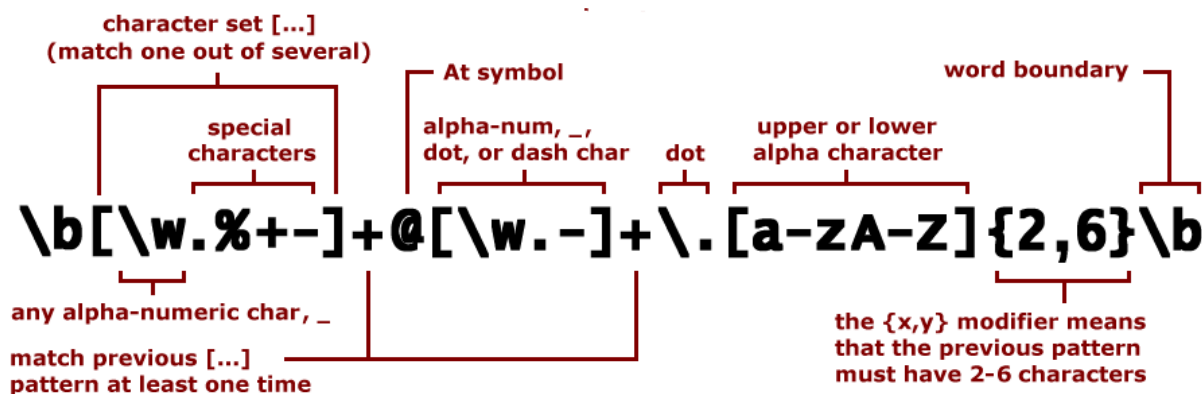 character set [...]
(match one out of several)
At symbol
word boundary
special
characters
alpha-num, _,
dot, or dash char
dot
upper or lower
alpha character
\b[\w.%+-]+@[\w.-]+\.[a-zA-Z]{2,6}\b
any alpha-numeric char, _
match previous [...]
pattern at least one time
the {x,y} modifier means
that the previous pattern
must have 2-6 characters